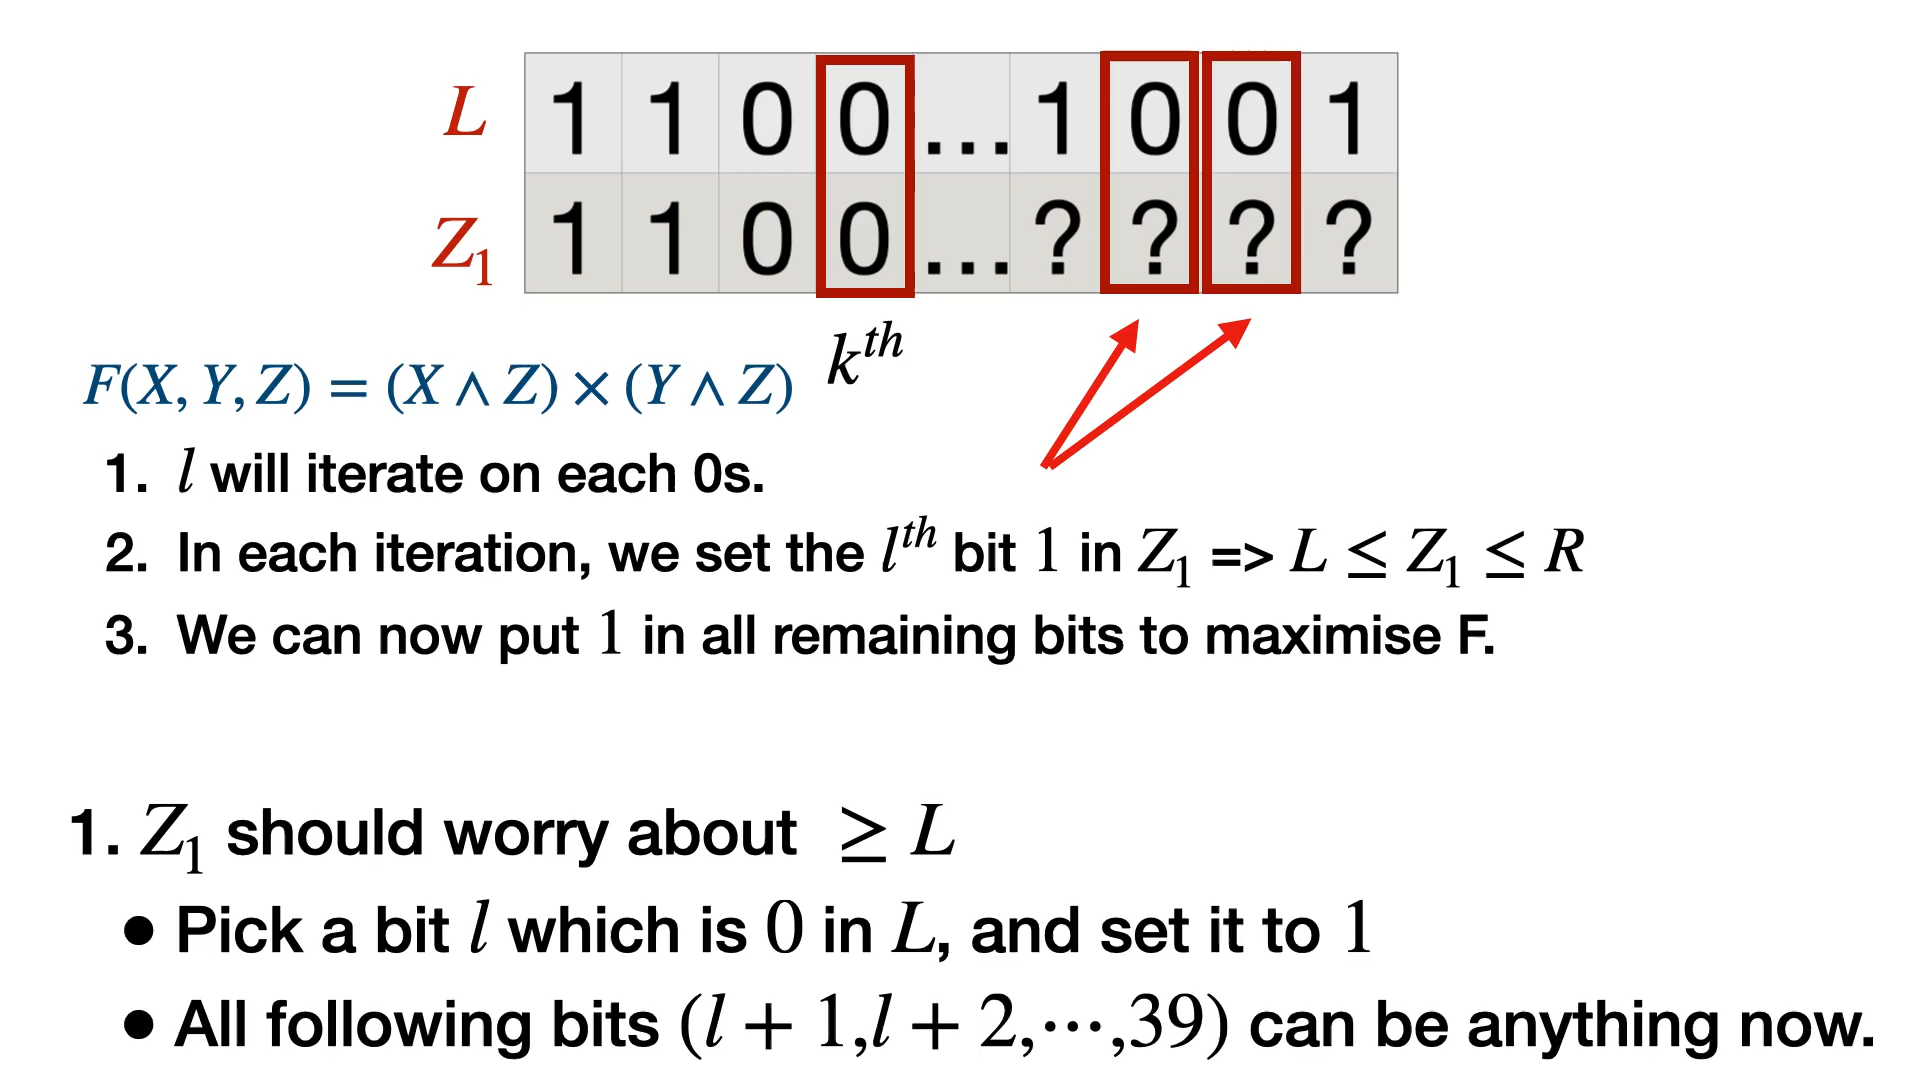 L 1 1 0 0 ... 1 0 0 1
Z₁ 1 1 0 0 ... ? ? ? ?
kᵗʰ
F(X, Y, Z) = (X ∧ Z) × (Y ∧ Z)
1. l will iterate on each 0s.
2. In each iteration, we set the lᵗʰ bit 1 in Z₁ => L ≤ Z₁ ≤ R
3. We can now put 1 in all remaining bits to maximise F.
1. Z₁ should worry about ≥ L
• Pick a bit l which is 0 in L, and set it to 1
• All following bits (l + 1,l + 2,⋯,39) can be anything now.